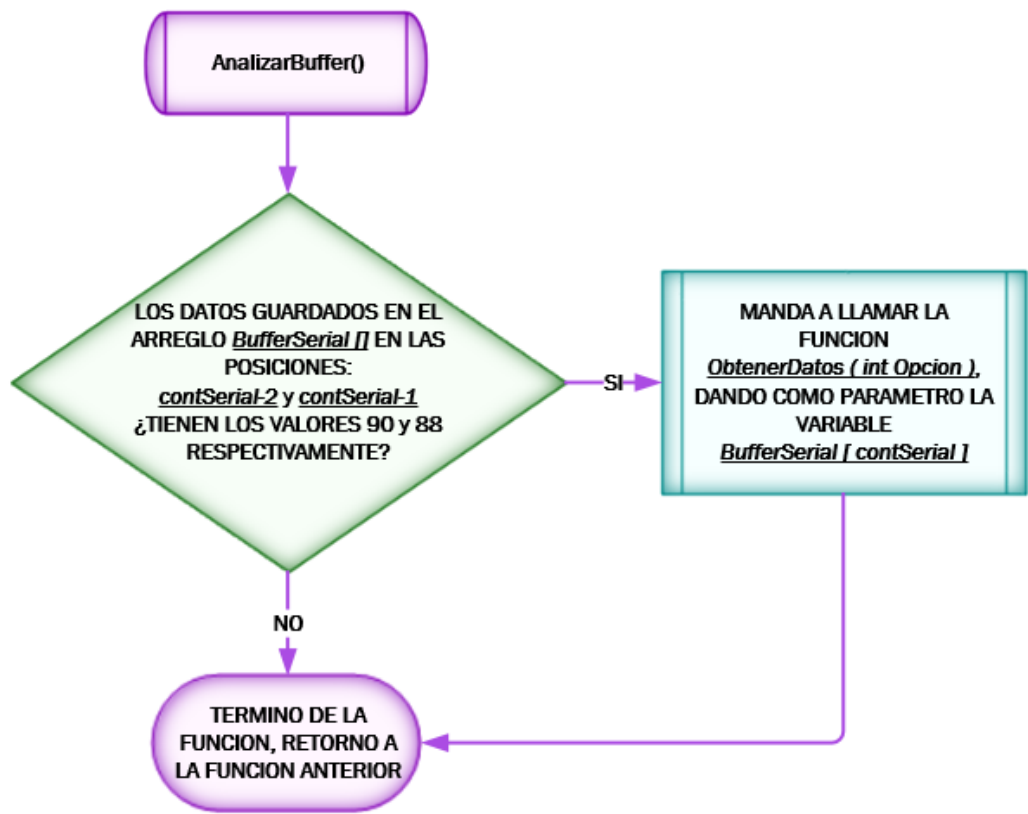 AnalizarBuffer()
LOS DATOS GUARDADOS EN EL
ARREGLO BufferSerial [] EN LAS
POSICIONES:
contSerial-2 y contSerial-1
¿TIENEN LOS VALORES 90 y 88
RESPECTIVAMENTE?
SI
MANDA A LLAMAR LA
FUNCION
ObtenerDatos ( int Opcion ),
DANDO COMO PARAMETRO LA
VARIABLE
BufferSerial [ contSerial ]
NO
TERMINO DE LA
FUNCION, RETORNO A
LA FUNCION ANTERIOR